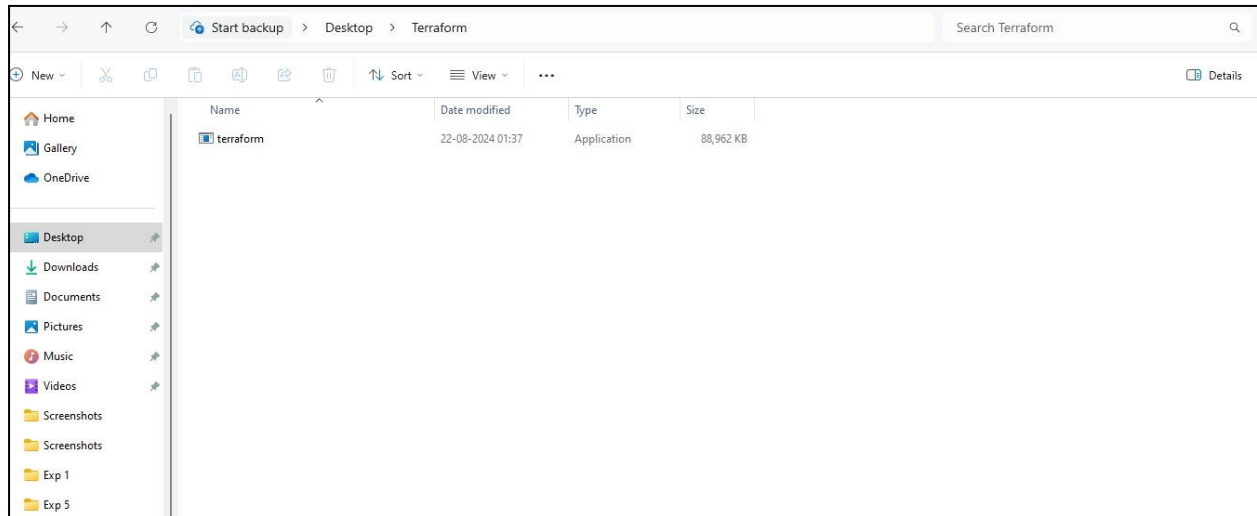 Start backup > Desktop > Terraform Search Terraform
New Sort View ... Details
Name Date modified Type Size
terraform 22-08-2024 01:37 Application 88,962 KB
Home
Gallery
OneDrive
Desktop
Downloads
Documents
Pictures
Music
Videos
Screenshots
Screenshots
Exp 1
Exp 5